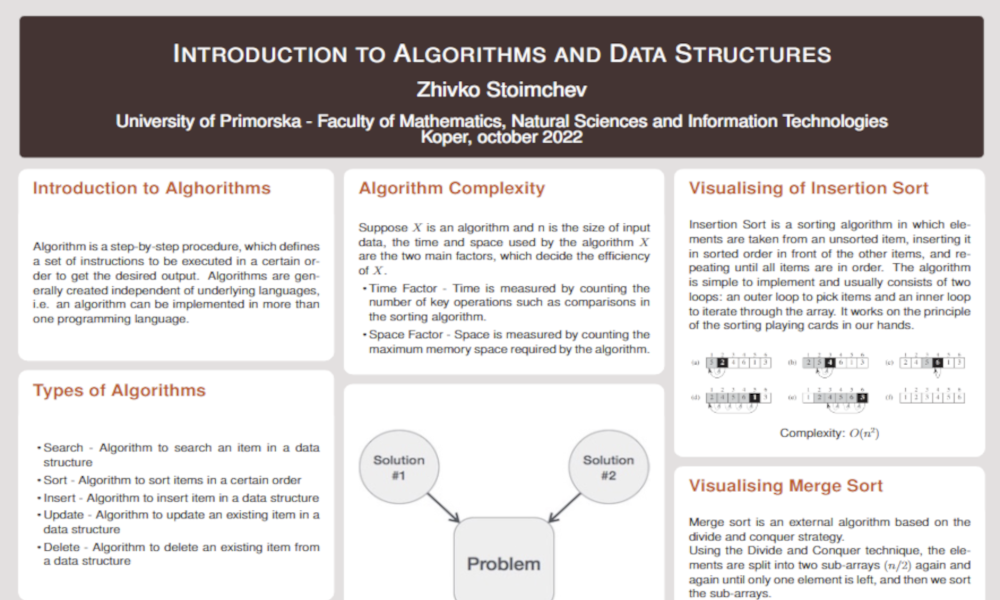 INTRODUCTION TO ALGORITHMS AND DATA STRUCTURES
Zhivko Stoimchev
University of Primorska - Faculty of Mathematics, Natural Sciences and Information Technologies
Koper, october 2022
Introduction to Alghorithms
Algorithm is a step-by-step procedure, which defines
a set of instructions to be executed in a certain or-
der to get the desired output. Algorithms are gen-
erally created independent of underlying languages,
i.e. an algorithm can be implemented in more than
one programming language.
Types of Algorithms
• Search - Algorithm to search an item in a data
structure
• Sort - Algorithm to sort items in a certain order
• Insert - Algorithm to insert item in a data structure
• Update - Algorithm to update an existing item in a
data structure
• Delete - Algorithm to delete an existing item from
a data structure
Algorithm Complexity
Suppose X is an algorithm and n is the size of input
data, the time and space used by the algorithm X
are the two main factors, which decide the efficiency
of X.
• Time Factor - Time is measured by counting the
number of key operations such as comparisons in
the sorting algorithm.
• Space Factor - Space is measured by counting the
maximum memory space required by the algorithm.
Solution
#1
Solution
#2
Problem
Visualising of Insertion Sort
Insertion Sort is a sorting algorithm in which ele-
ments are taken from an unsorted item, inserting it
in sorted order in front of the other items, and re-
peating until all items are in order. The algorithm
is simple to implement and usually consists of two
loops: an outer loop to pick items and an inner loop
to iterate through the array. It works on the principle
of the sorting playing cards in our hands.
(a)
(b)
(c)
(d)
(e)
(f)
Complexity: O(n²)
Visualising Merge Sort
Merge sort is an external algorithm based on the
divide and conquer strategy.
Using the Divide and Conquer technique, the ele-
ments are split into two sub-arrays (n/2) again and
again until only one element is left, and then we sort
the sub-arrays.